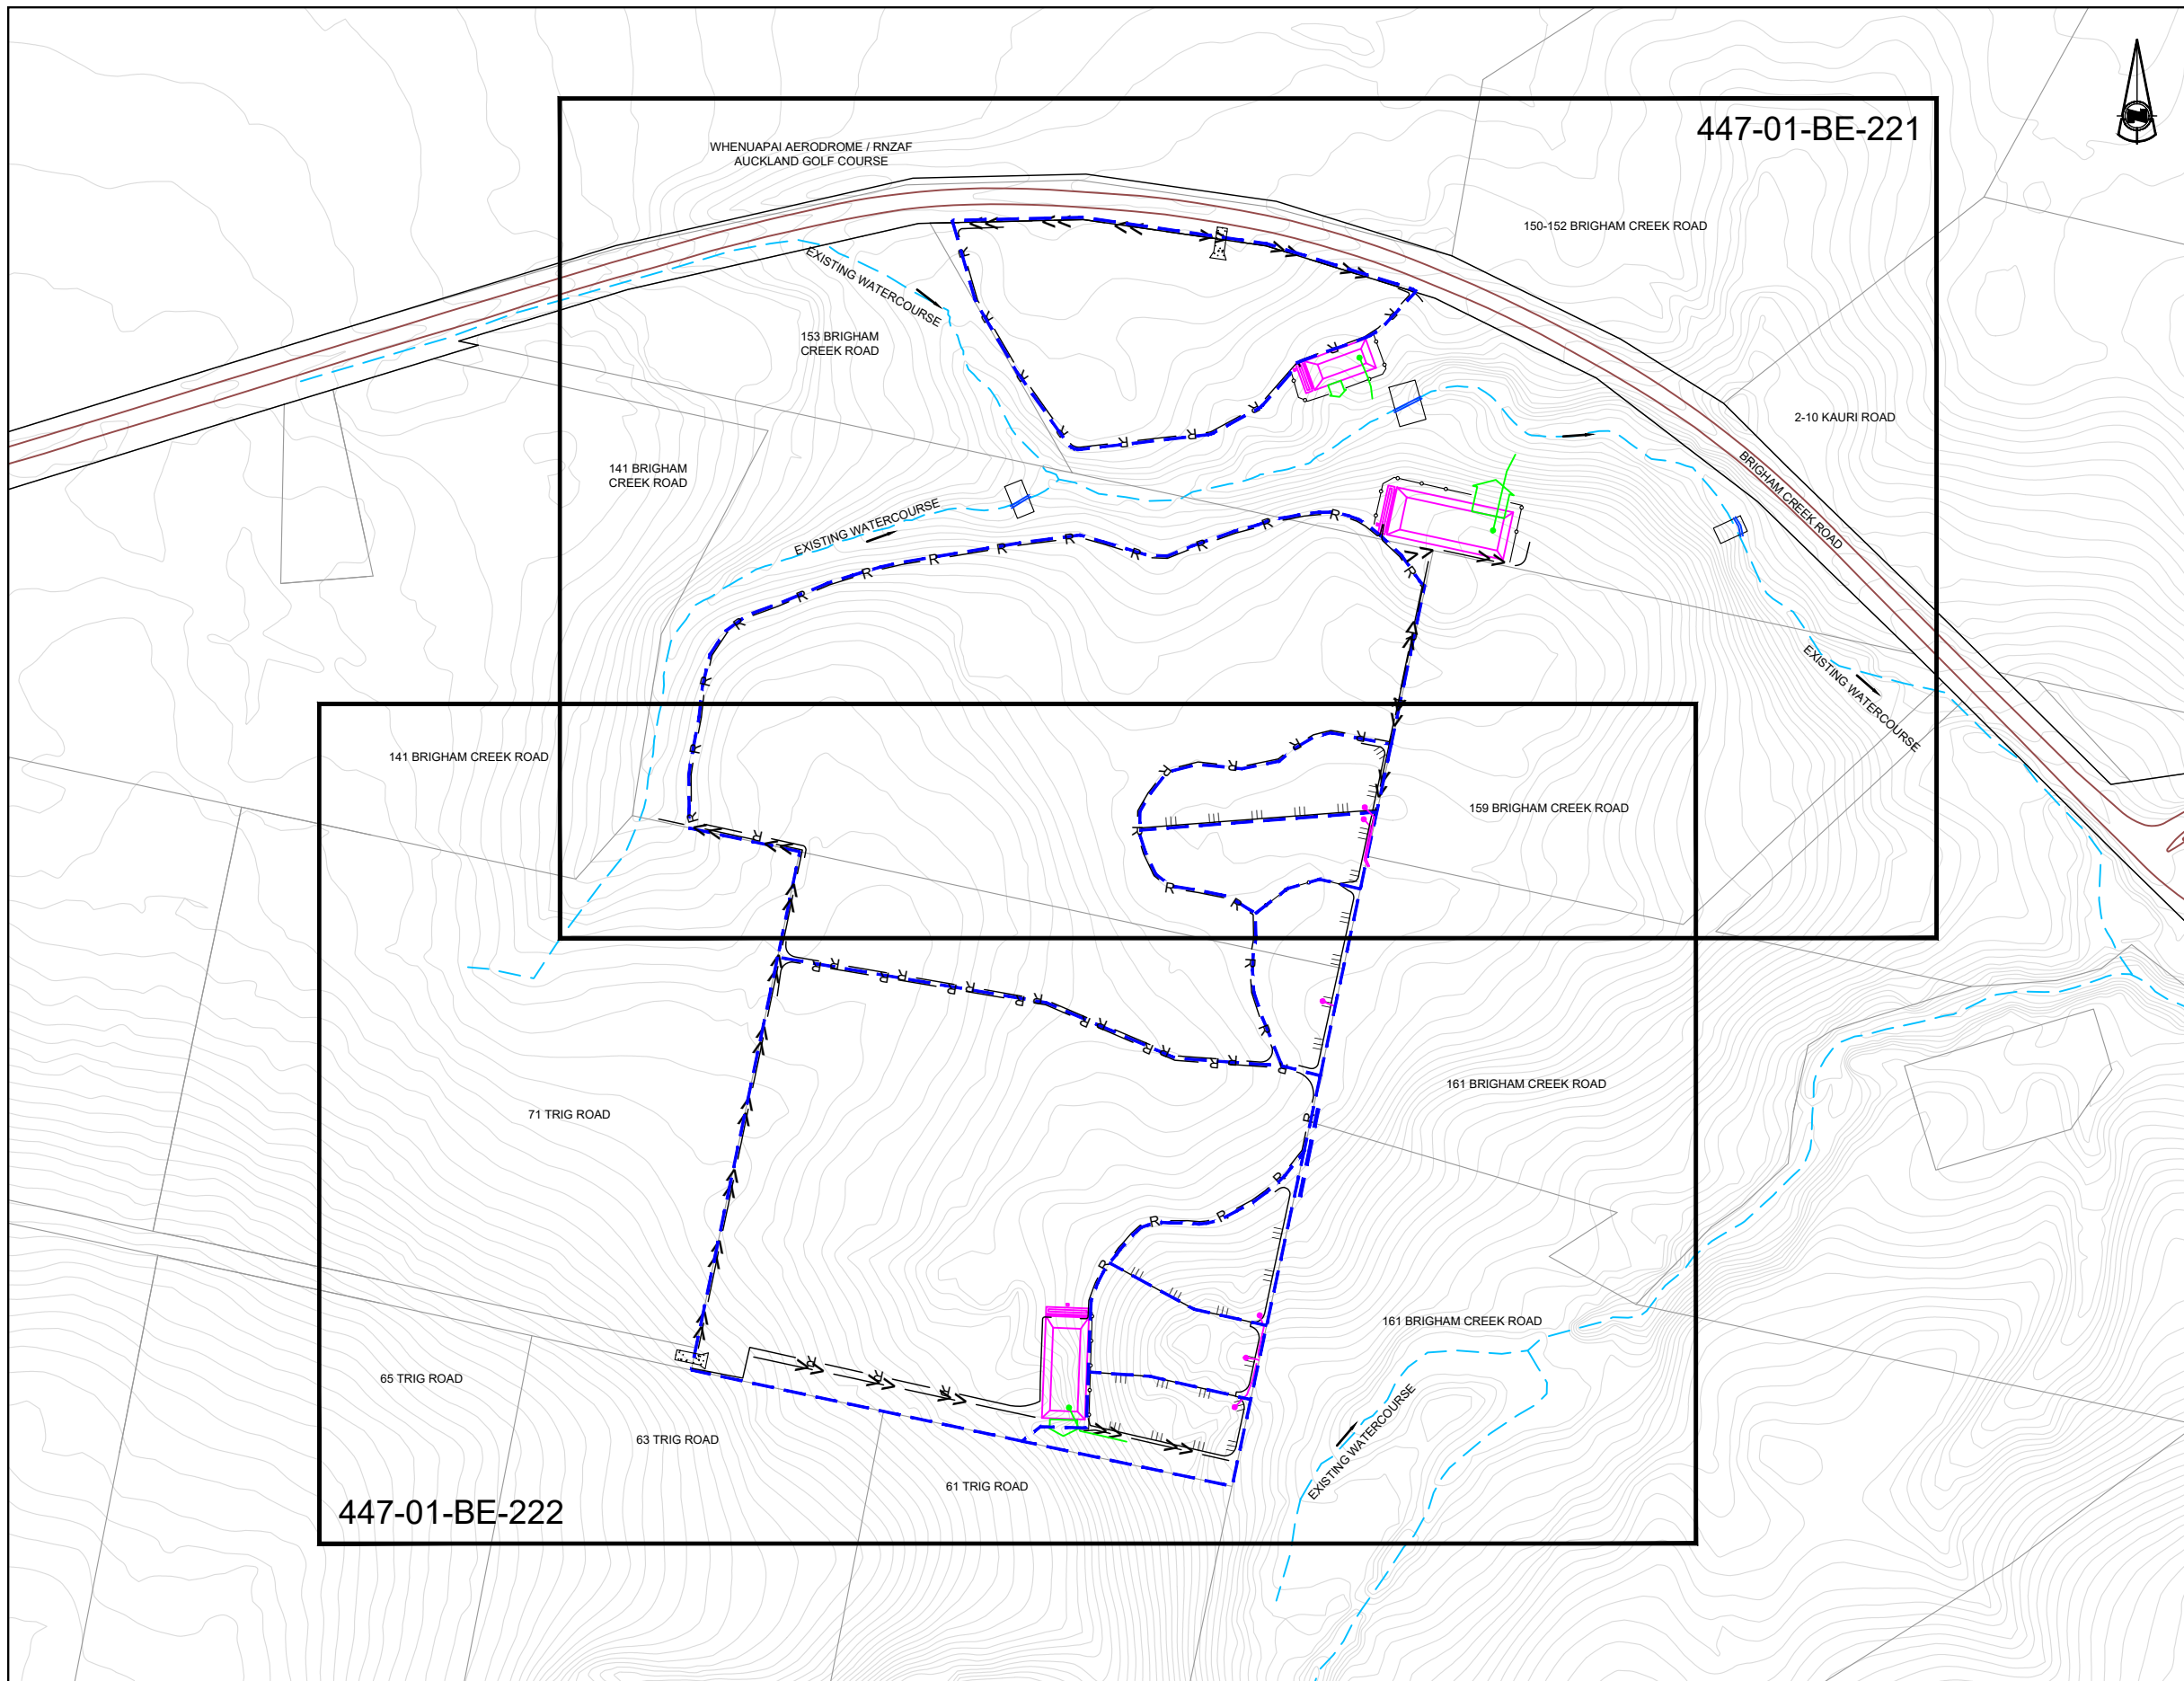 447-01-BE-221
WHENUAPAI AERODROME / RNZAF
AUCKLAND GOLF COURSE
150-152 BRIGHAM CREEK ROAD
EXISTING WATERCOURSE
153 BRIGHAM
CREEK ROAD
2-10 KAURI ROAD
BRIGHAM CREEK ROAD
141 BRIGHAM
CREEK ROAD
EXISTING WATERCOURSE
EXISTING WATERCOURSE
141 BRIGHAM CREEK ROAD
159 BRIGHAM CREEK ROAD
161 BRIGHAM CREEK ROAD
71 TRIG ROAD
161 BRIGHAM CREEK ROAD
65 TRIG ROAD
63 TRIG ROAD
EXISTING WATERCOURSE
61 TRIG ROAD
447-01-BE-222